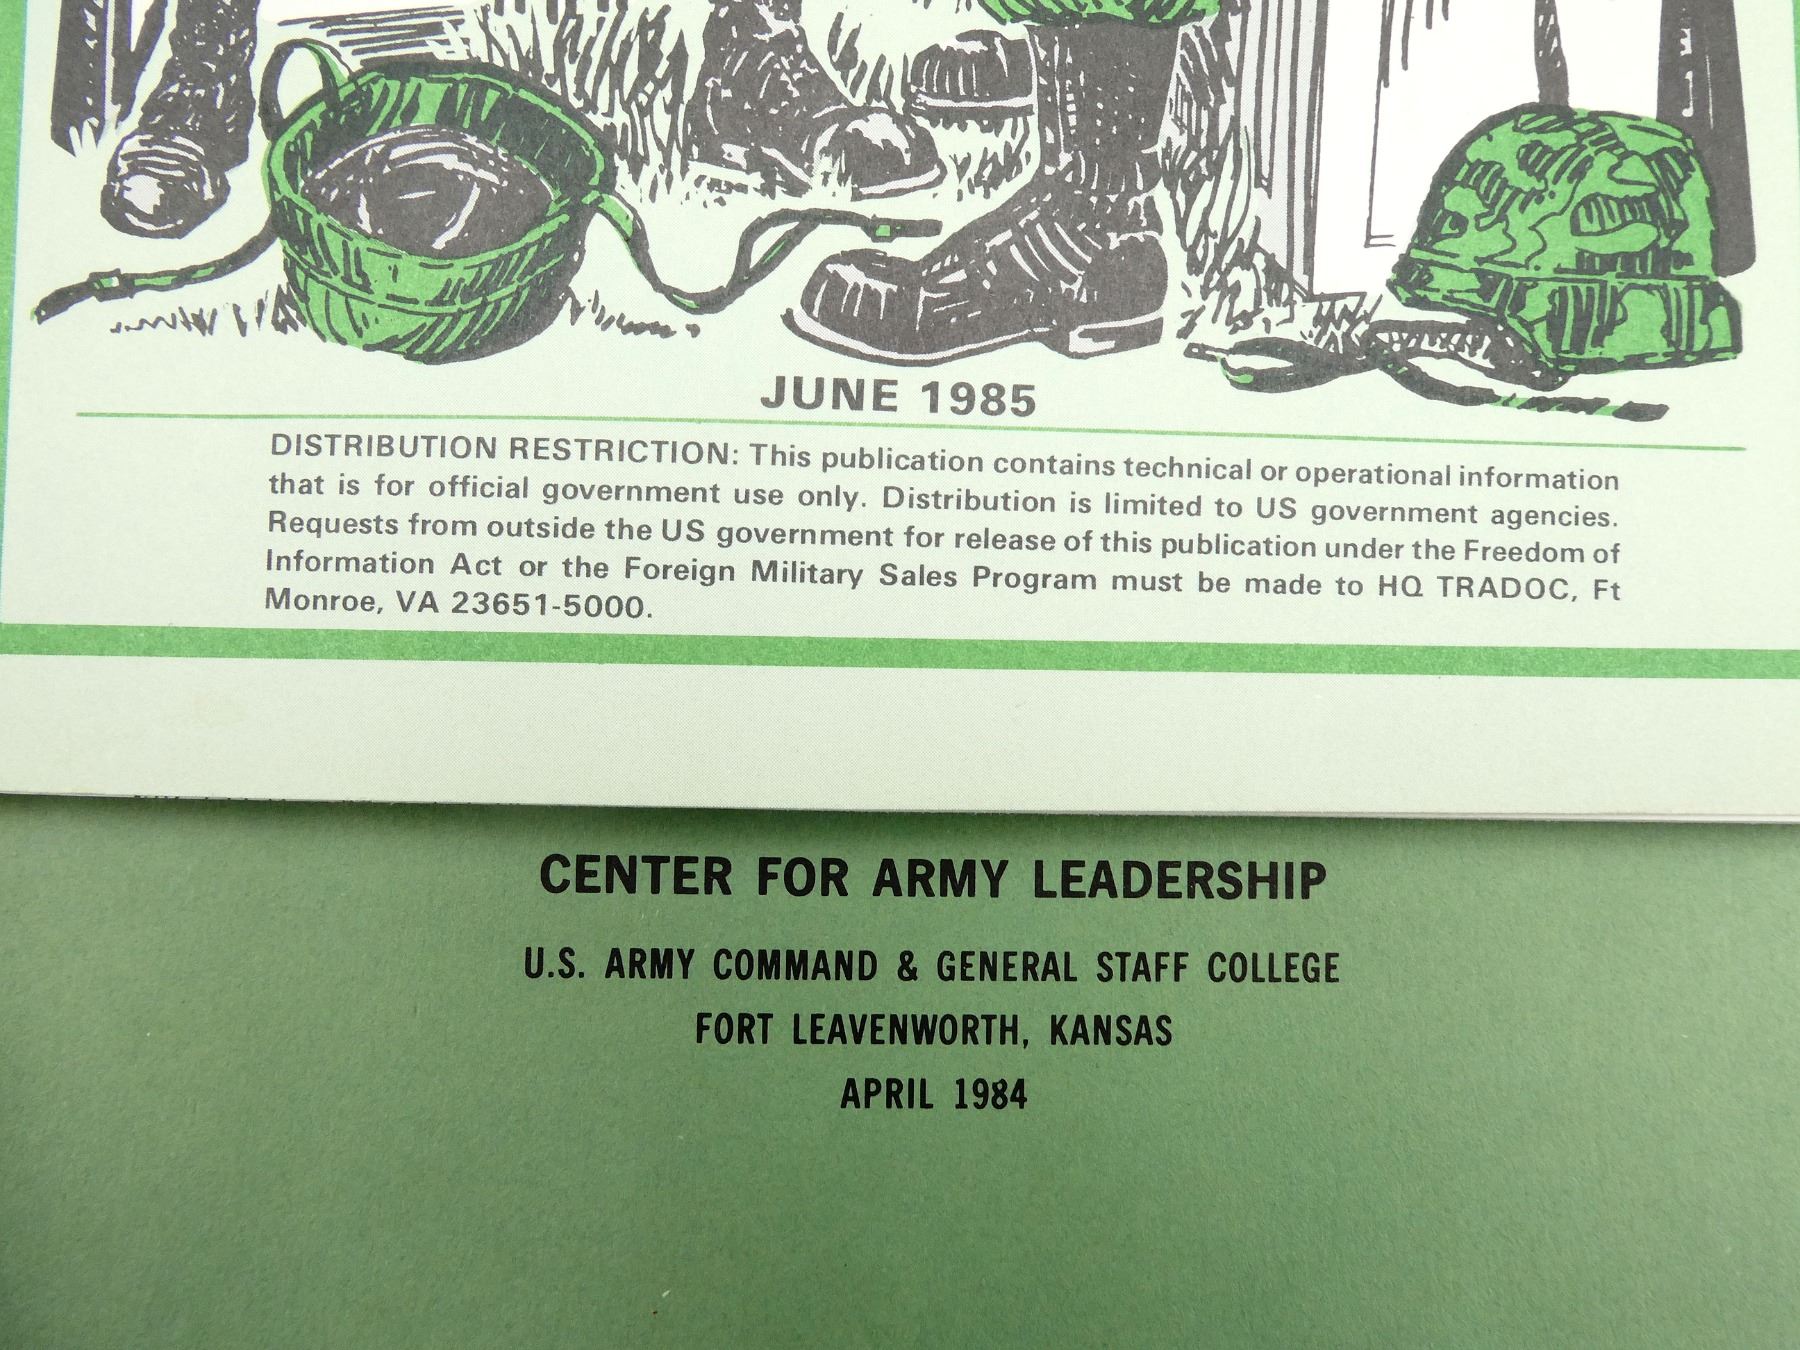 JUNE 1985
DISTRIBUTION RESTRICTION: This publication contains technical or operational information
that is for official government use only. Distribution is limited to US government agencies.
Requests from outside the US government for release of this publication under the Freedom of
Information Act or the Foreign Military Sales Program must be made to HQ TRADOC, Ft
Monroe, VA 23651-5000.
CENTER FOR ARMY LEADERSHIP
U.S. ARMY COMMAND & GENERAL STAFF COLLEGE
FORT LEAVENWORTH, KANSAS
APRIL 1984